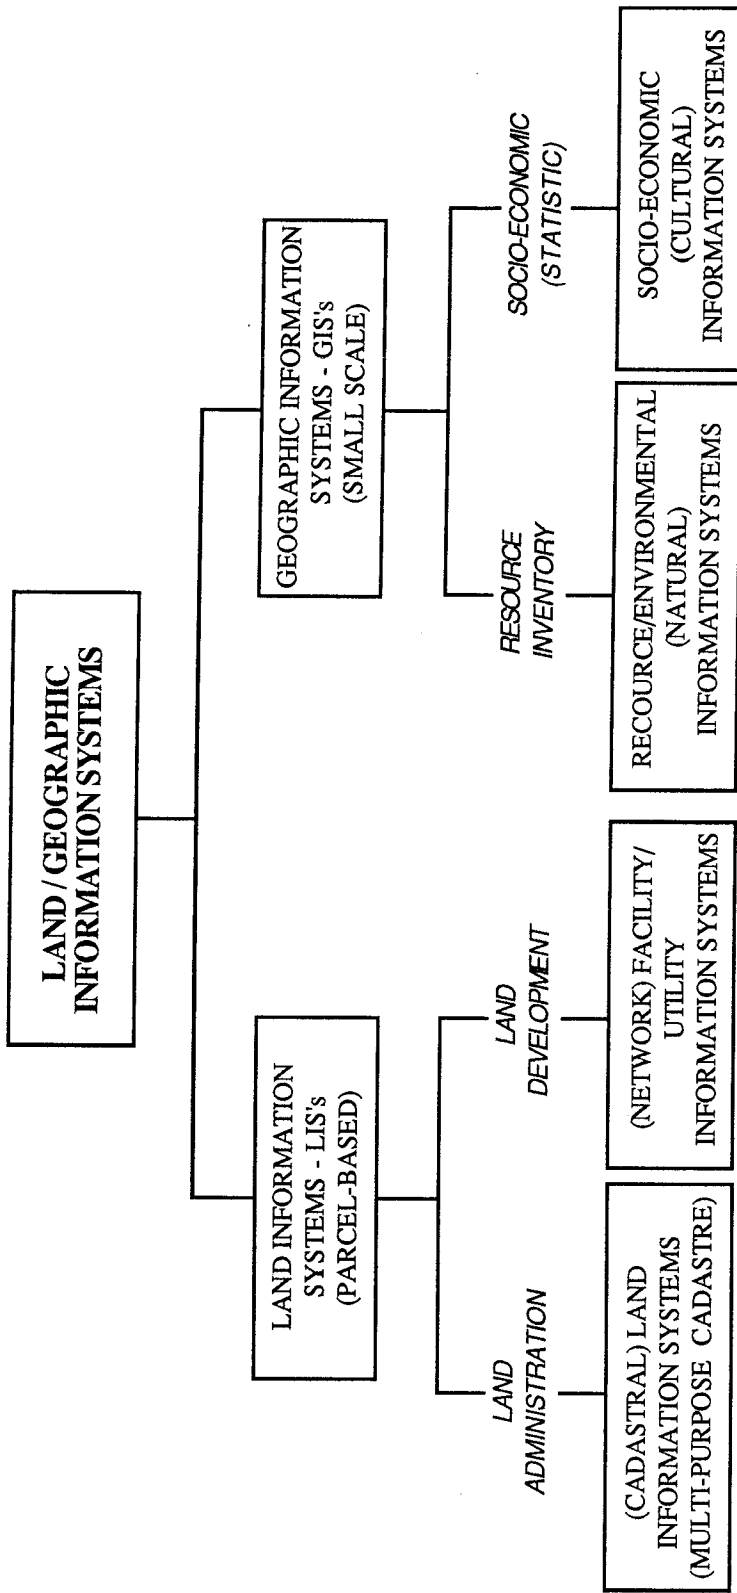 LAND / GEOGRAPHIC
INFORMATION SYSTEMS
LAND INFORMATION
SYSTEMS - LIS's
(PARCEL-BASED)
GEOGRAPHIC INFORMATION
SYSTEMS - GIS's
(SMALL SCALE)
LAND
ADMINISTRATION
LAND
DEVELOPMENT
RESOURCE
INVENTORY
SOCIO-ECONOMIC
(STATISTIC)
(CADASTRAL) LAND
INFORMATION SYSTEMS
(MULTI-PURPOSE CADASTRE)
(NETWORK) FACILITY/
UTILITY
INFORMATION SYSTEMS
RECOURCE/ENVIRONMENTAL
(NATURAL)
INFORMATION SYSTEMS
SOCIO-ECONOMIC
(CULTURAL)
INFORMATION SYSTEMS